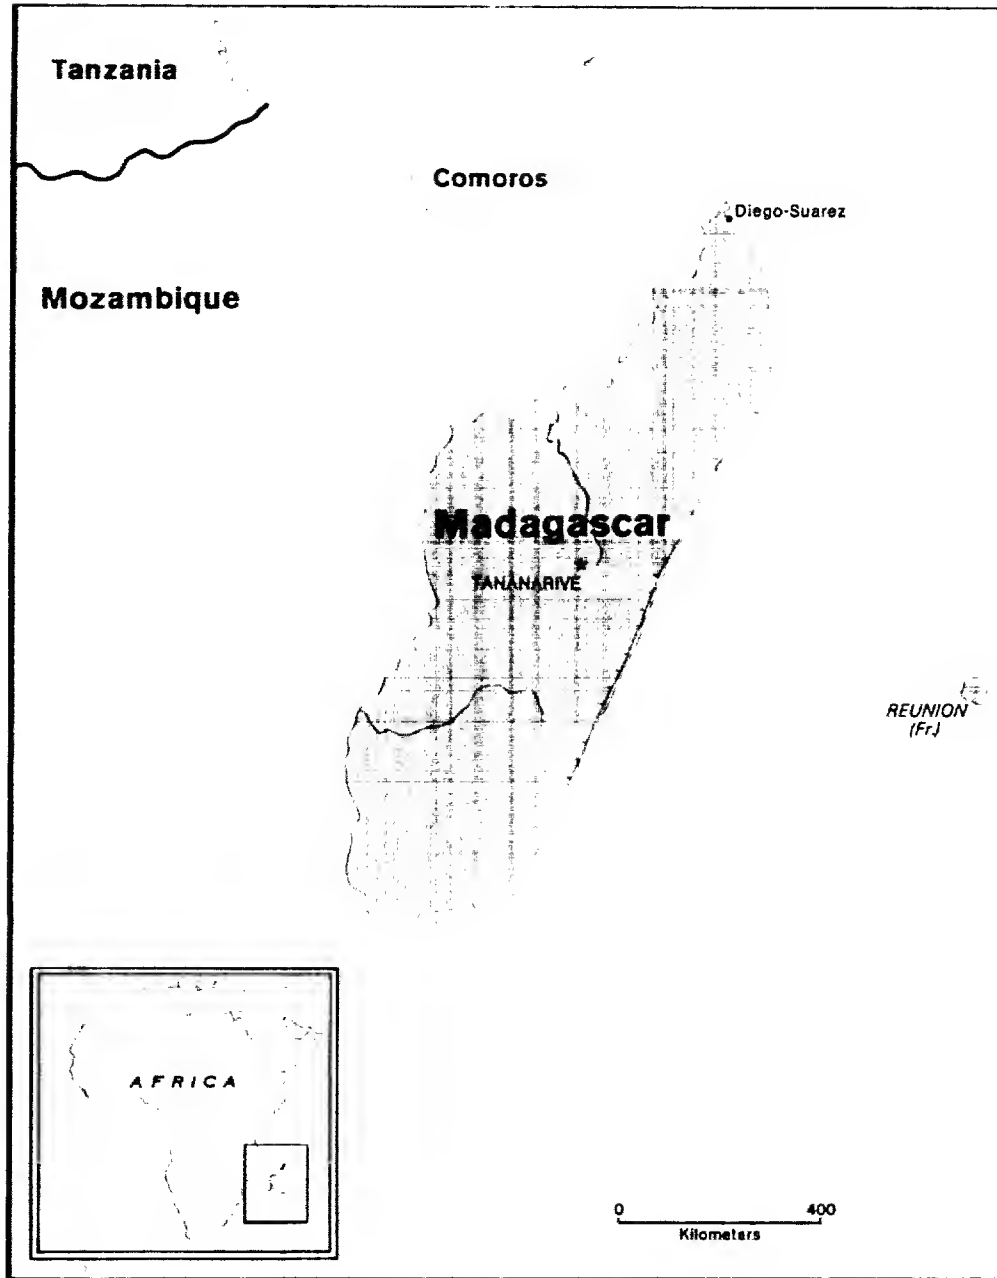 Tanzania
Comoros
Diego-Suarez
Mozambique
Madagascar
TANANARIVE
REUNION
(Fr.)
AFRICA
0 400
Kilometers